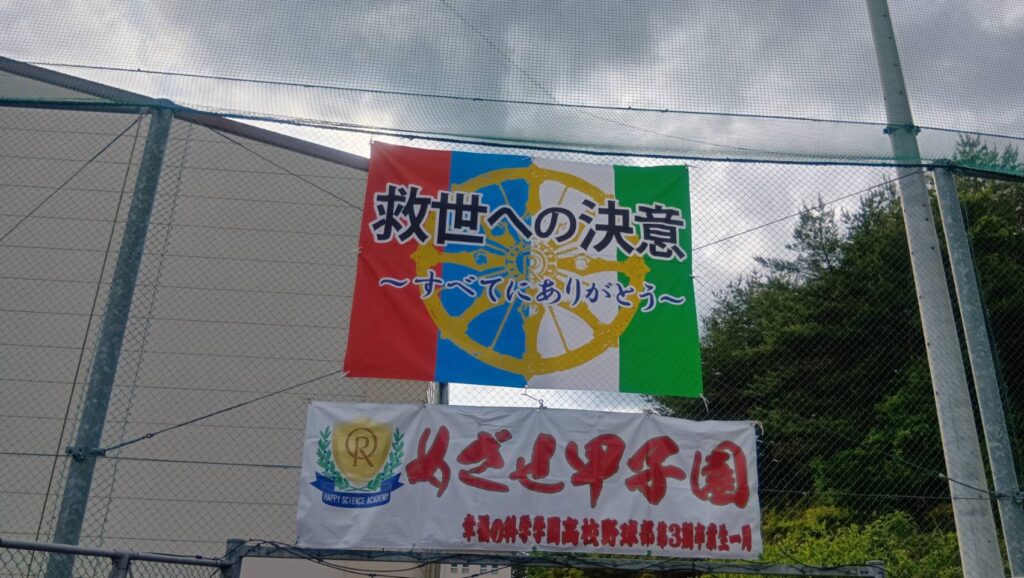 救世への決意
～すべてにありがとう～
R
HAPPY SCIENCE ACADEMY
めざせ甲子園
幸福の科学学園高校野球部第3期卒業生一同